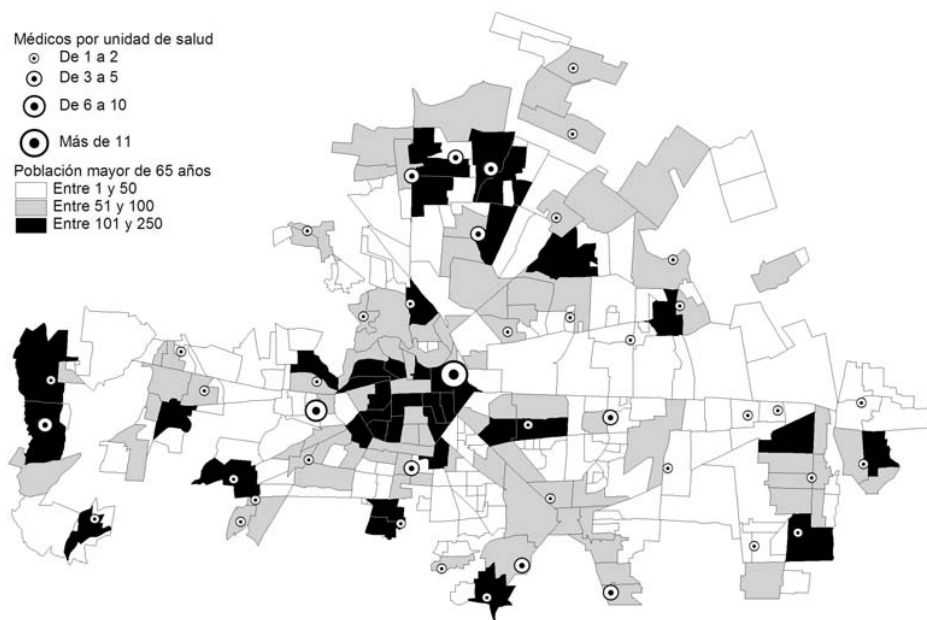 Médicos por unidad de salud
De 1 a 2
De 3 a 5
De 6 a 10
Más de 11
Población mayor de 65 años
Entre 1 y 50
Entre 51 y 100
Entre 101 y 250